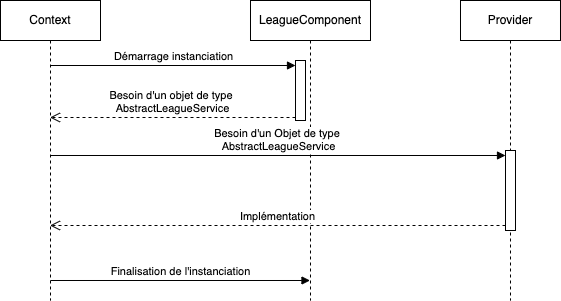 Context
LeagueComponent
Provider
Démarrage instanciation
Besoin d'un objet de type
AbstractLeagueService
Besoin d'un Objet de type
AbstractLeagueService
Implémentation
Finalisation de l'instanciation